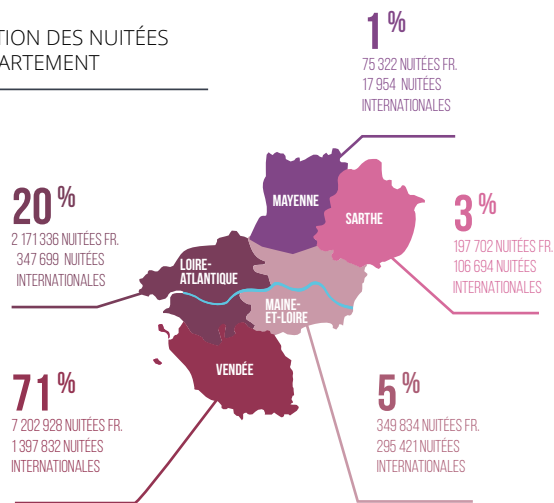 TION DES NUITÉES
ARTEMENT
1 %
75 322 NUITÉES FR.
17 954 NUITÉES
INTERNATIONALES
20 %
2 171 336 NUITÉES FR.
347 699 NUITÉES
INTERNATIONALES
3 %
197 702 NUITÉES FR.
106 694 NUITÉES
INTERNATIONALES
MAYENNE
SARTHE
LOIRE-
ATLANTIQUE
MAINE-
ET-LOIRE
VENDÉE
71 %
7 202 928 NUITÉES FR.
1 397 832 NUITÉES
INTERNATIONALES
5 %
349 834 NUITÉES FR.
295 421 NUITÉES
INTERNATIONALES